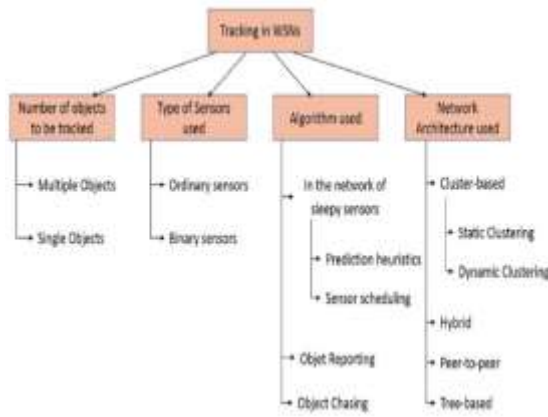 Tracking in WSNs
Number of objects
to be tracked
Type of Sensors
used
Algorithm used
Network
Architecture used
Multiple Objects
Single Objects
Ordinary sensors
Binary sensors
In the network of
sleepy sensors
Prediction heuristics
Sensor scheduling
Objet Reporting
Object Chasing
Cluster-based
Static Clustering
Dynamic Clustering
Hybrid
Peer-to-peer
Tree-based